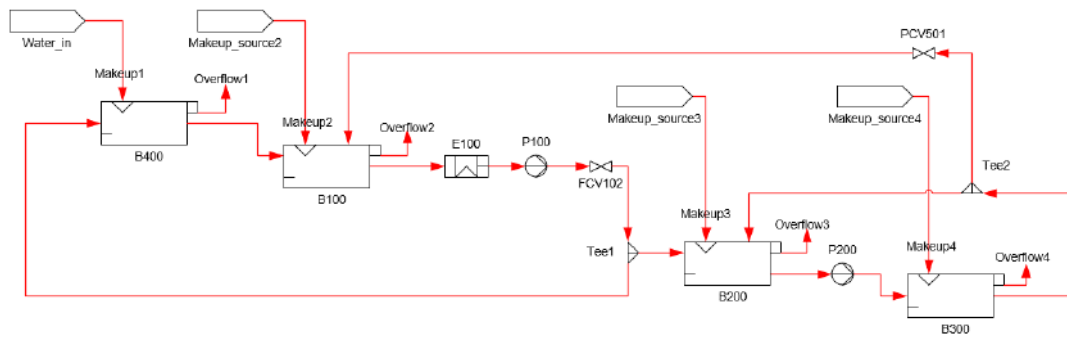 Water_in
Makeup_source2
PCV501
Makeup1
Overflow1
Makeup_source3
Makeup_source4
Makeup2
Overflow2
E100
P100
B400
FCV102
Tee2
B100
Makeup3
Overflow3
Tee1
P200
Makeup4
Overflow4
B200
B300